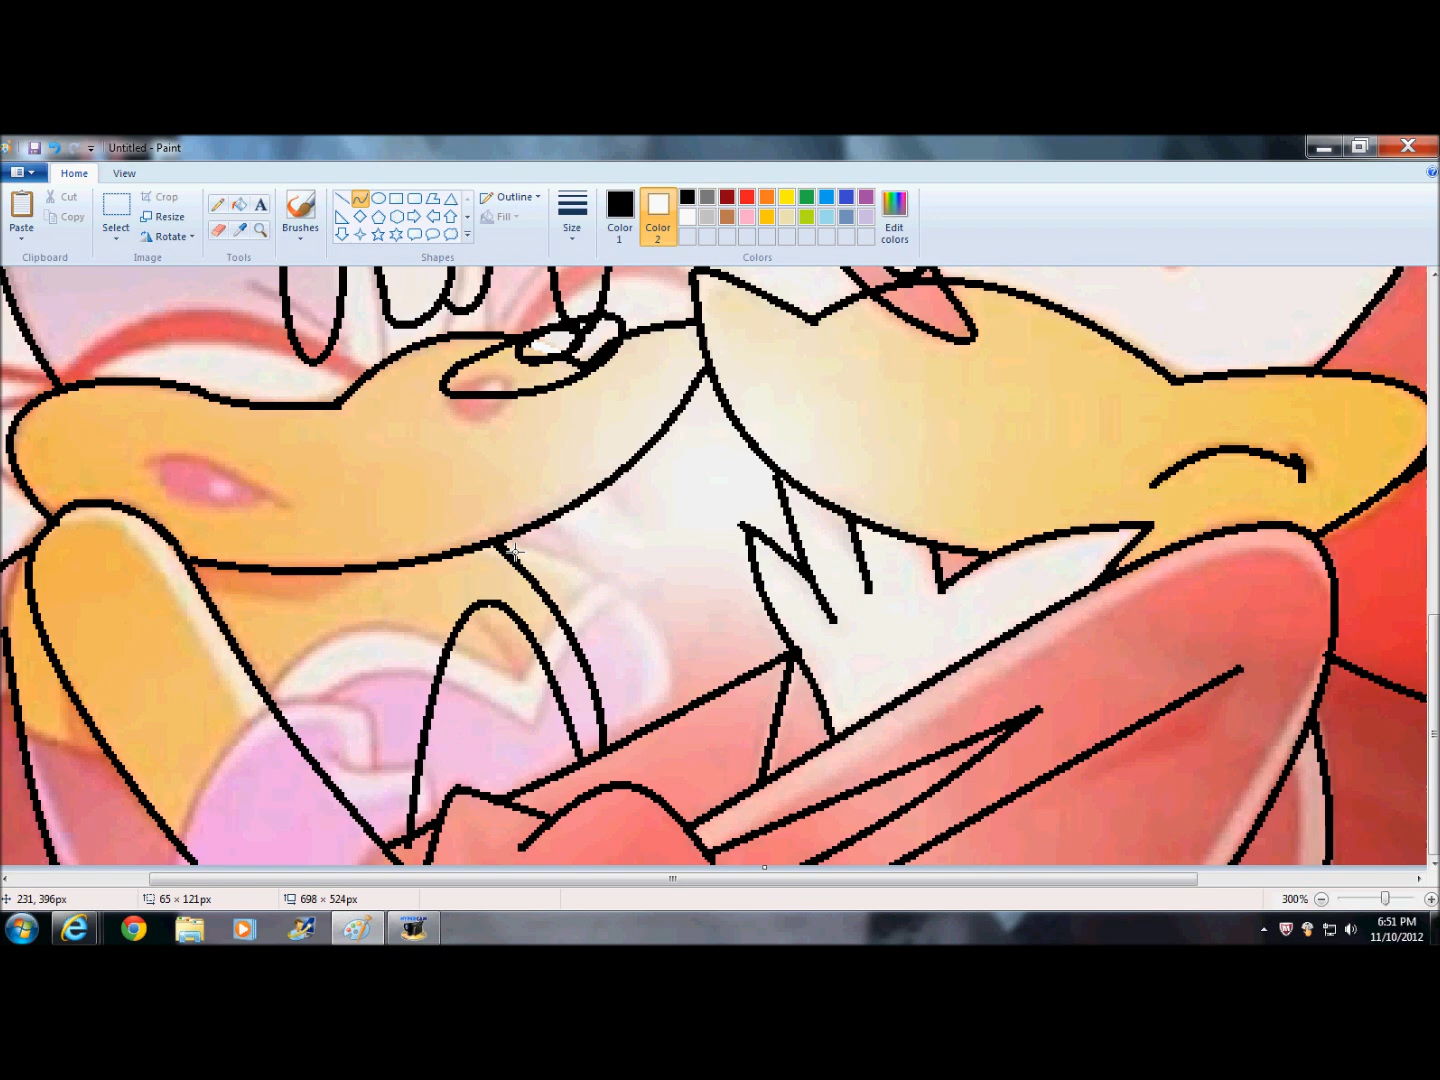 Untitled - Paint
Home View
Paste
Cut
Copy
Clipboard
Select
Crop
Resize
Rotate
Image
A
Tools
Brushes
Outline
Fill
Shapes
Size
Color 1
Color 2
Edit colors
Colors
231, 396px 65 × 121px 698 × 524px 300%
HYPERCAM
6:51 PM
11/10/2012